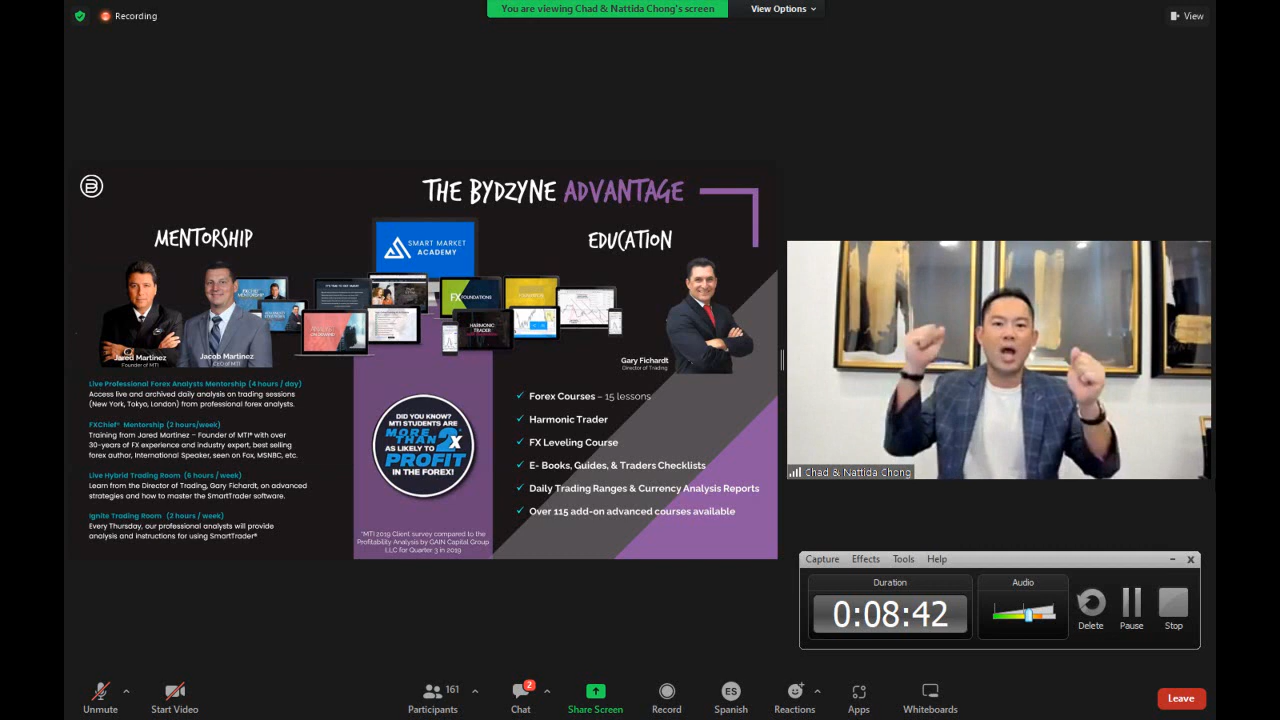 Recording
You are viewing Chad & Nattida Chong's screen
View Options
View
THE BYDZYNE ADVANTAGE
MENTORSHIP
SMART MARKET
ACADEMY
EDUCATION
FX FOUNDATIONS
HARMONIC
TRADER
Jared Martinez
Founder of MTI
Jacob Martinez
CEO of MTI
Gary Fichardt
Director of Trading
Live Professional Forex Analysts Mentorship (4 hours / day)
Access live and archived daily analysis on trading sessions
(New York, Tokyo, London) from professional forex analysts.
FXChief® Mentorship (2 hours/week)
Training from Jared Martinez – Founder of MTI® with over
30-years of FX experience and industry expert, best selling
forex author, International Speaker, seen on Fox, MSNBC, etc.
Live Hybrid Trading Room (6 hours / week)
Learn from the Director of Trading, Gary Fichardt, on advanced
strategies and how to master the SmartTrader software.
Ignite Trading Room (2 hours / week)
Every Thursday, our professional analysts will provide
analysis and instructions for using SmartTrader®
DID YOU KNOW?
MTI STUDENTS ARE
MORE THAN 2x
AS LIKELY TO
PROFIT
IN THE FOREX!
*MTI 2019 Client survey compared to the
Profitability Analysis by GAIN Capital Group
LLC for Quarter 3 in 2019
✓ Forex Courses – 15 lessons
✓ Harmonic Trader
✓ FX Leveling Course
✓ E- Books, Guides, & Traders Checklists
✓ Daily Trading Ranges & Currency Analysis Reports
✓ Over 115 add-on advanced courses available
Chad & Nattida Chong
Capture Effects Tools Help
Duration
Audio
0:08:42
Delete
Pause
Stop
Unmute
Start Video
161
Participants
2
Chat
Share Screen
Record
ES
Spanish
Reactions
Apps
Whiteboards
Leave